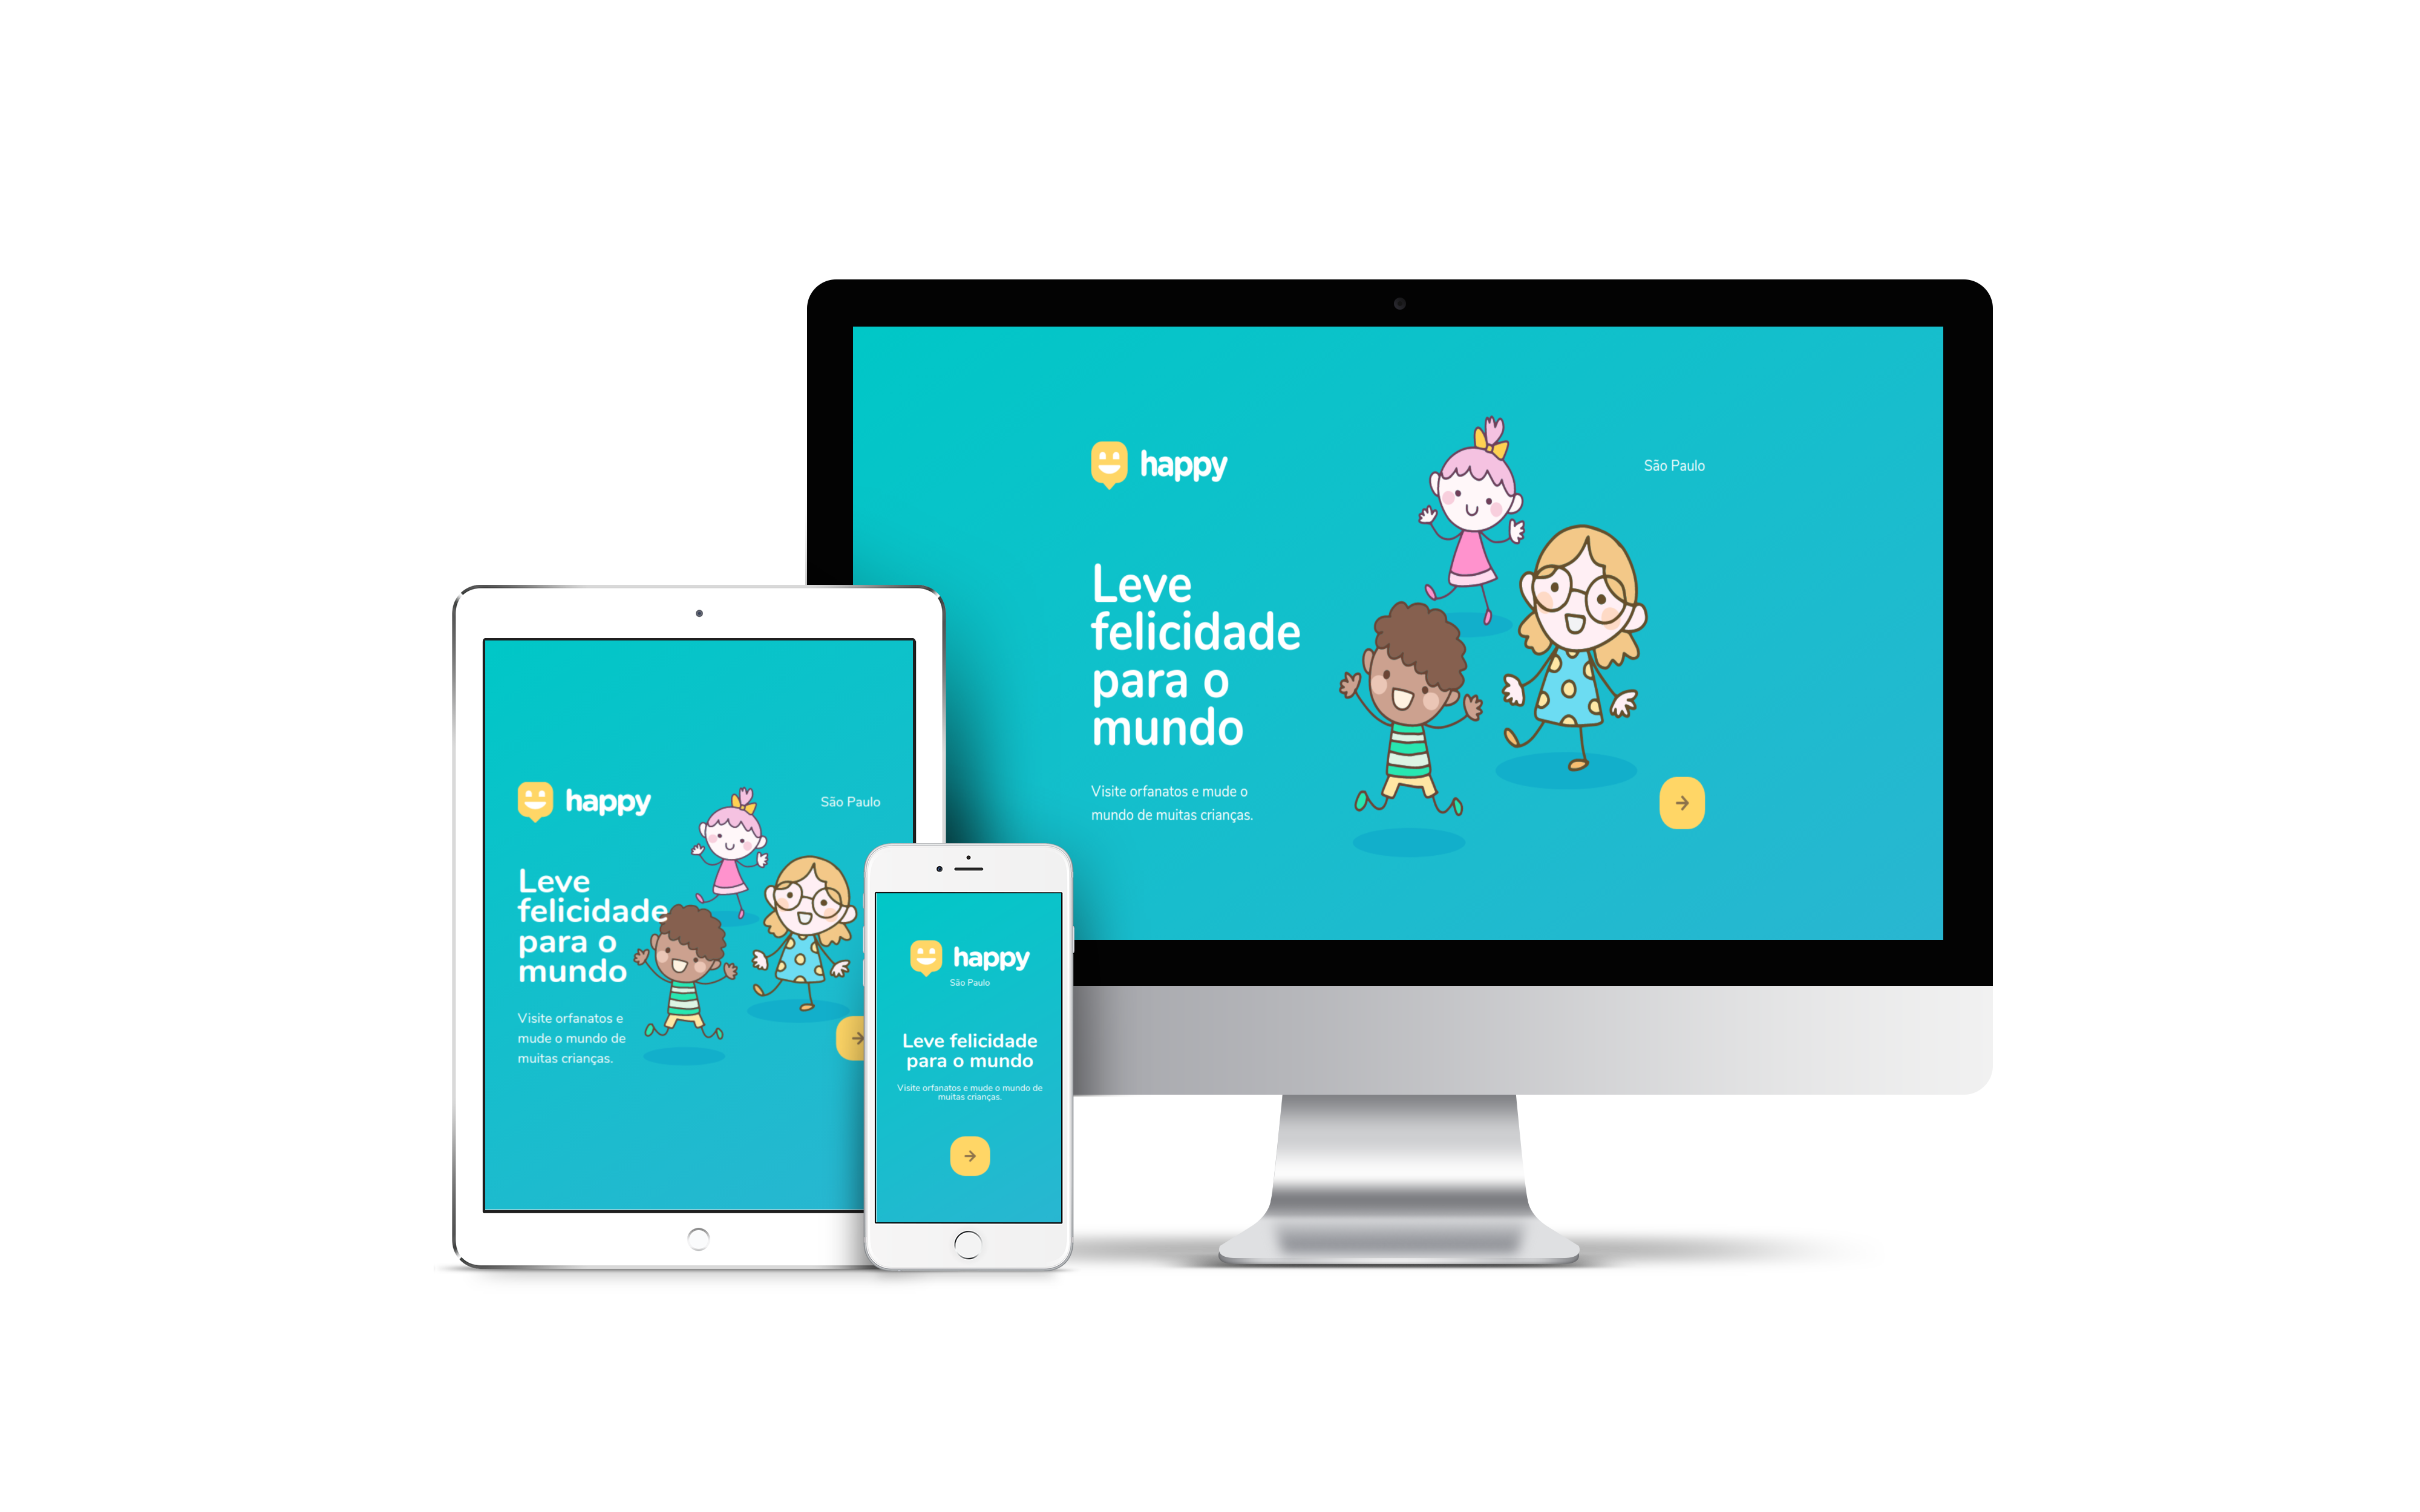 happy
São Paulo
Leve
felicidade
para o
mundo
Visite orfanatos e mude o
mundo de muitas crianças.
happy
São Paulo
Leve
felicidade
para o
mundo
Visite orfanatos e
mude o mundo de
muitas crianças.
happy
São Paulo
Leve felicidade
para o mundo
Visite orfanatos e mude o mundo de
muitas crianças.